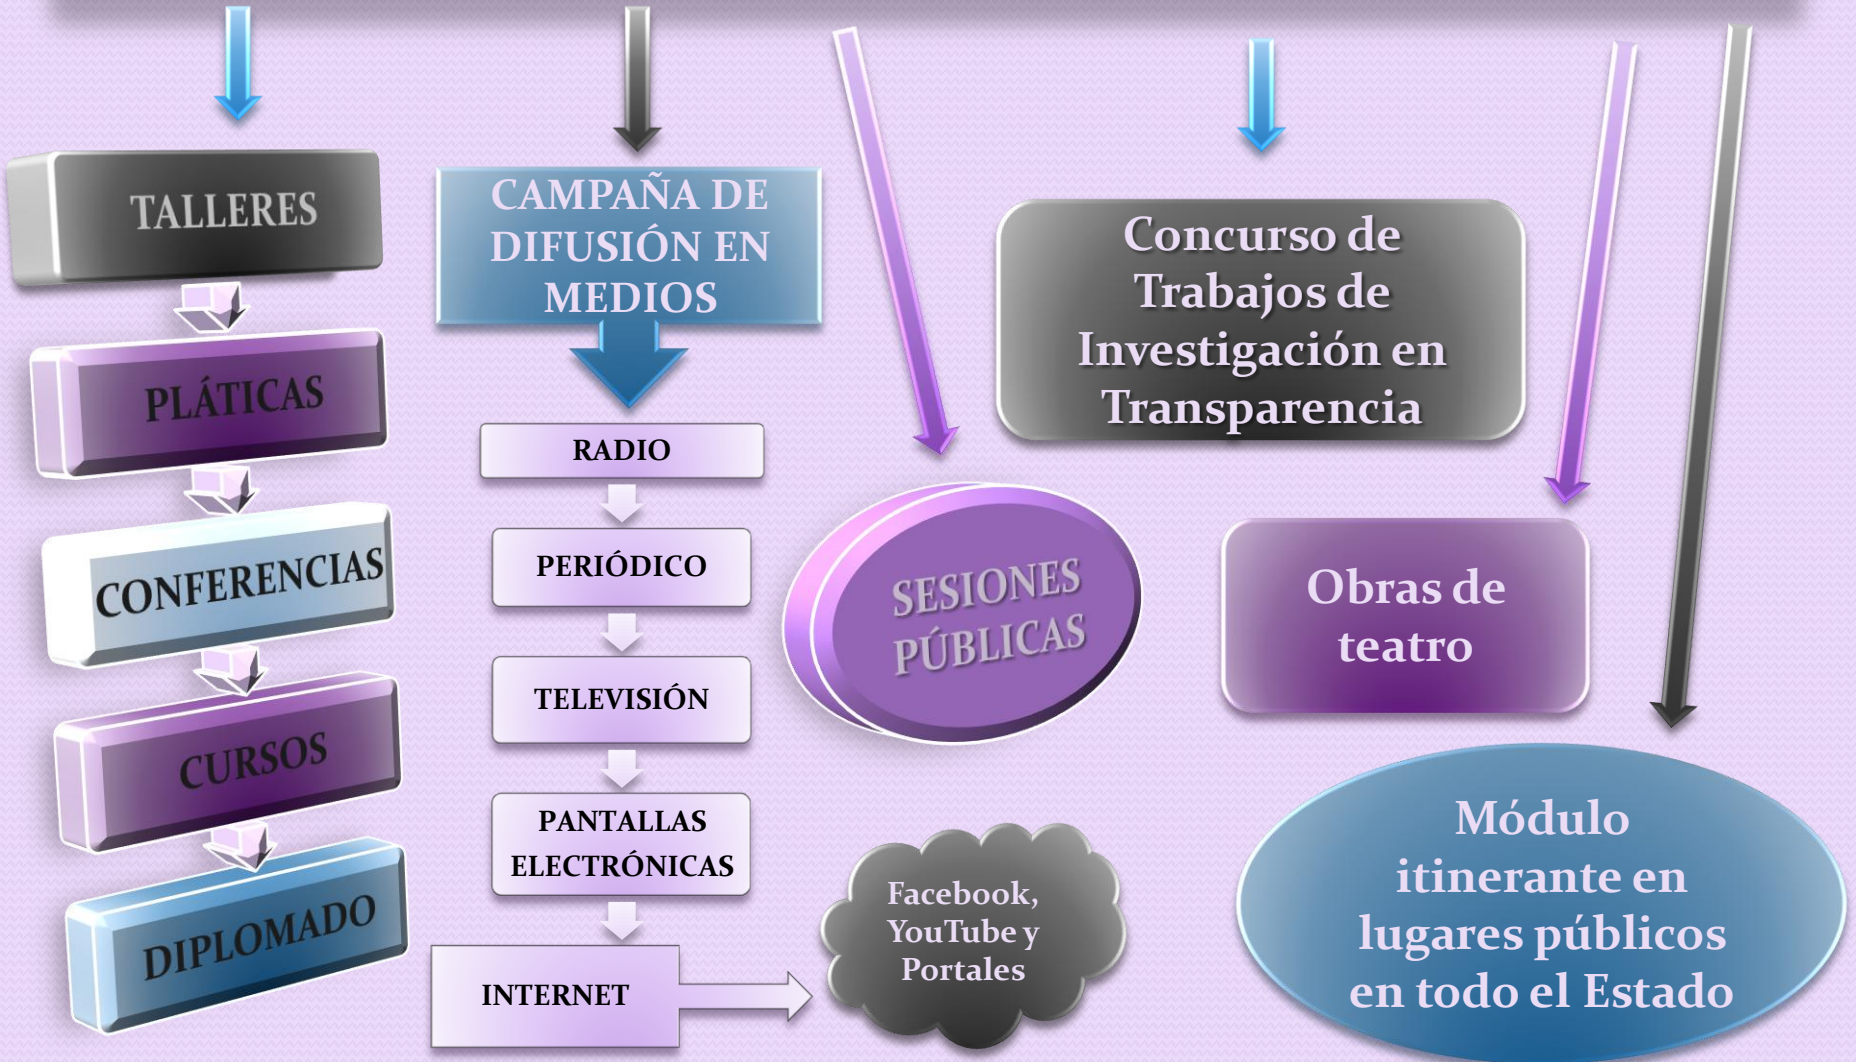 TALLERES
PLÁTICAS
CONFERENCIAS
CURSOS
DIPLOMADO
CAMPAÑA DE
DIFUSIÓN EN
MEDIOS
RADIO
PERIÓDICO
TELEVISIÓN
PANTALLAS
ELECTRÓNICAS
INTERNET
Facebook,
YouTube y
Portales
SESIONES
PÚBLICAS
Concurso de
Trabajos de
Investigación en
Transparencia
Obras de
teatro
Módulo
itinerante en
lugares públicos
en todo el Estado